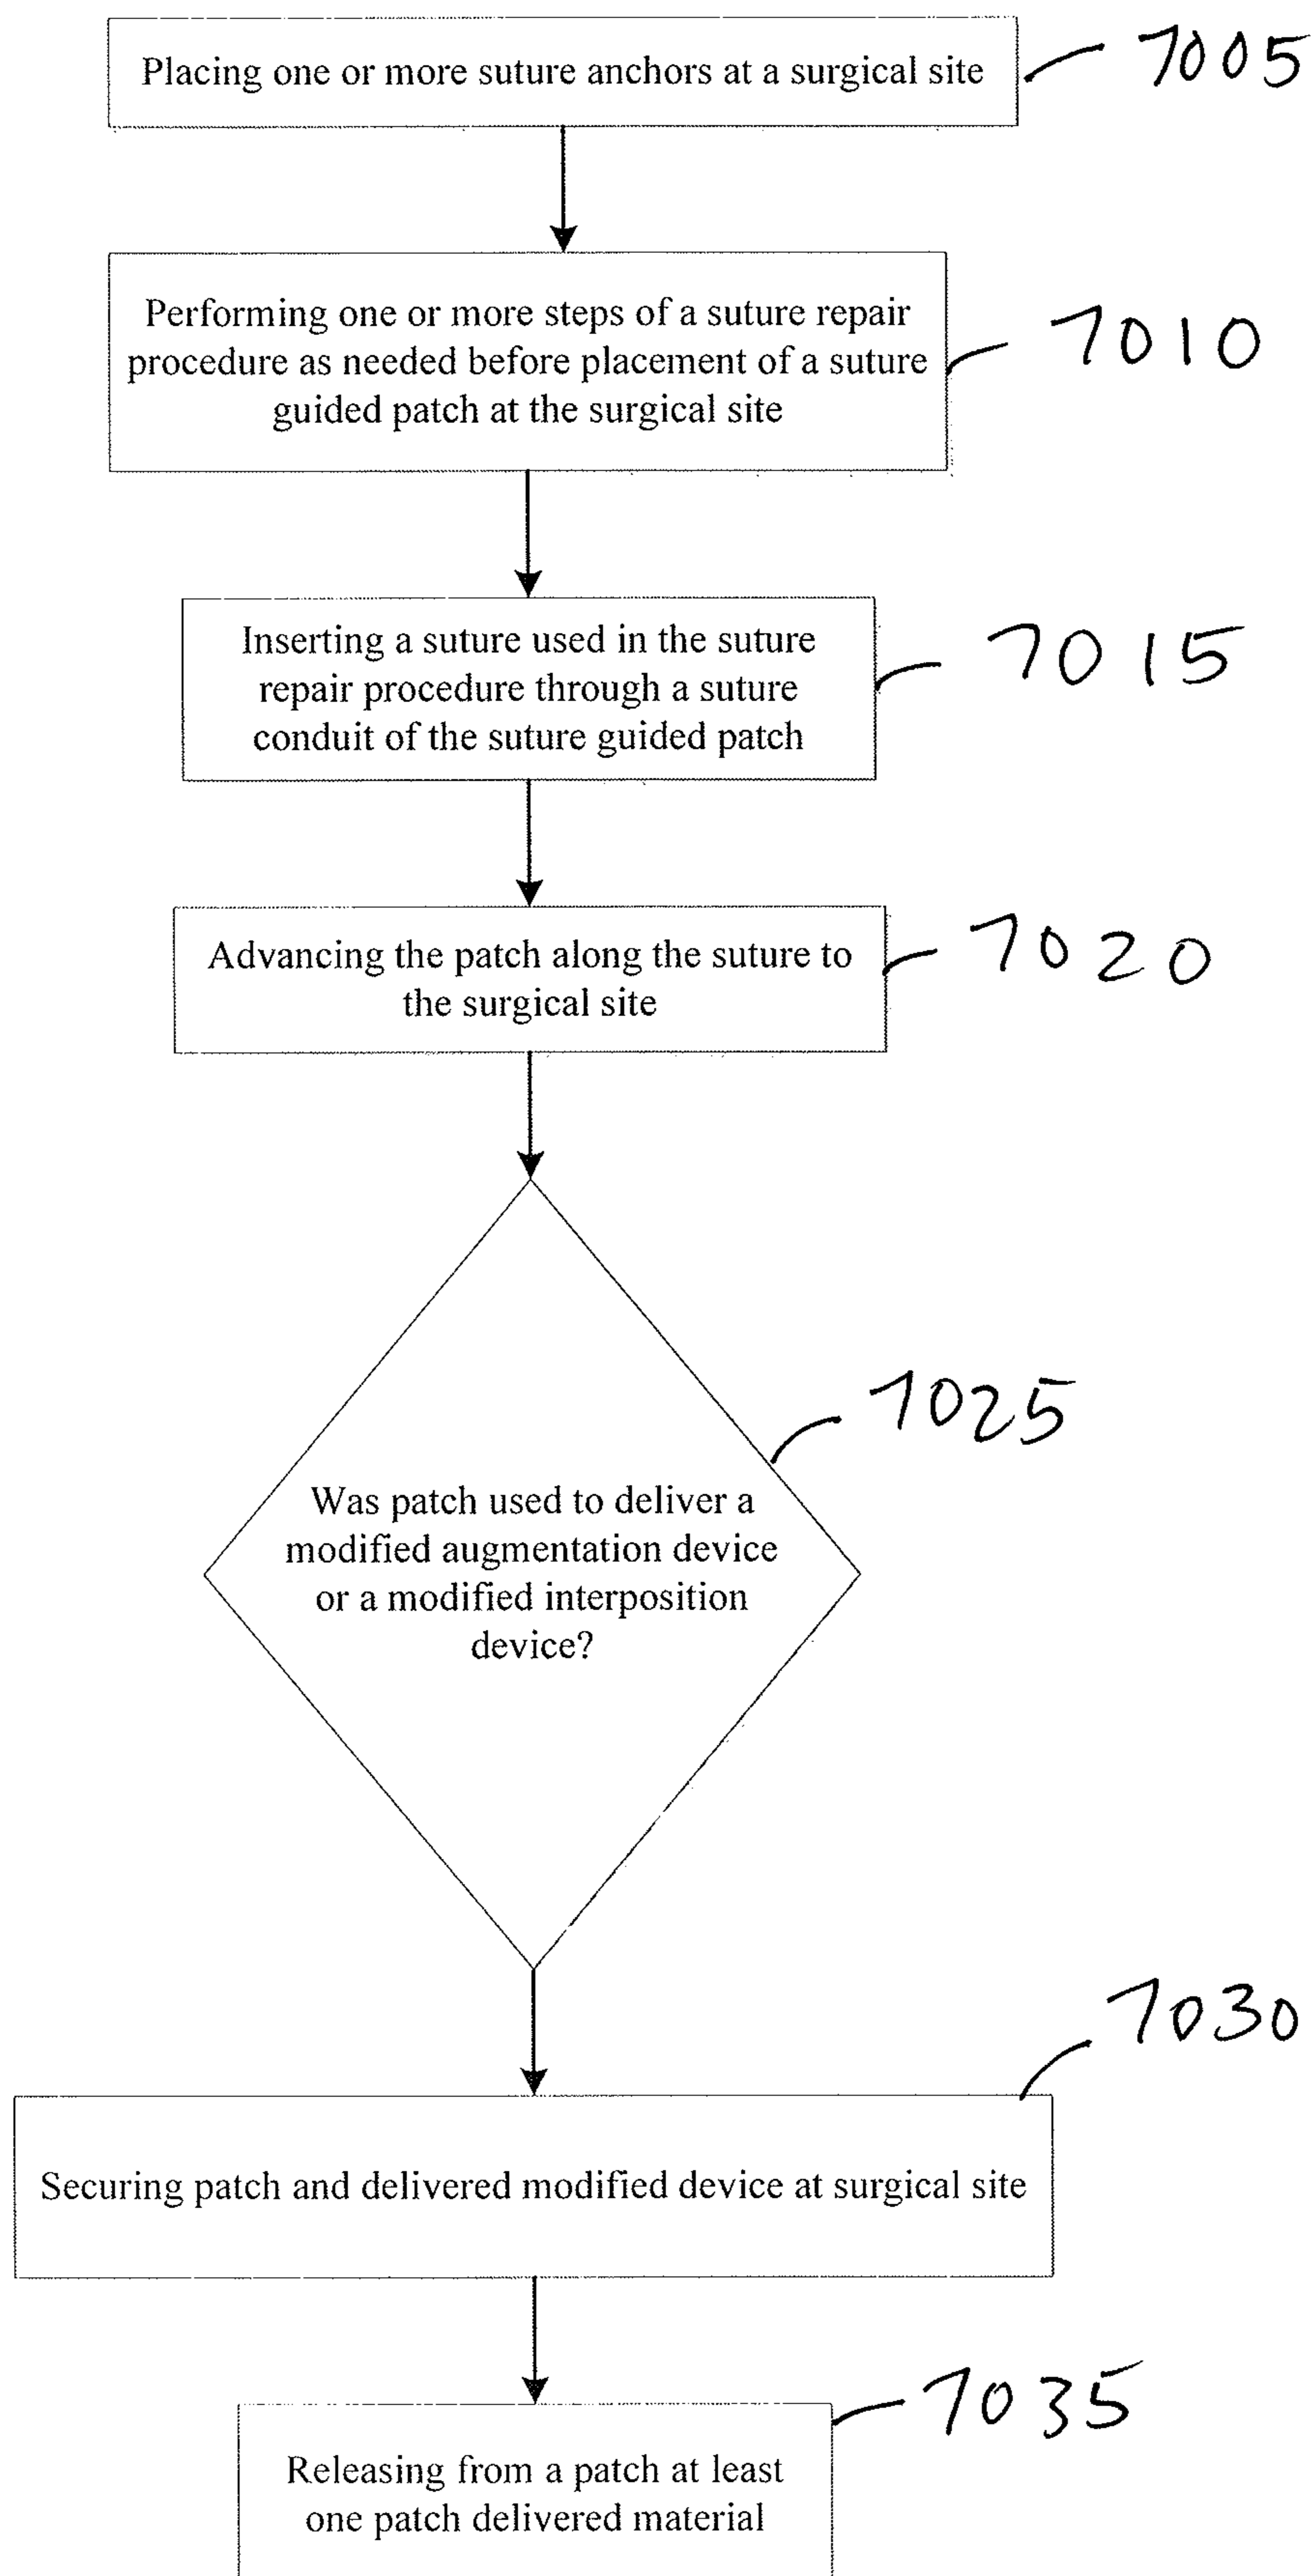 Placing one or more suture anchors at a surgical site
7005
Performing one or more steps of a suture repair
procedure as needed before placement of a suture
guided patch at the surgical site
7010
Inserting a suture used in the suture
repair procedure through a suture
conduit of the suture guided patch
7015
Advancing the patch along the suture to
the surgical site
7020
Was patch used to deliver a
modified augmentation device
or a modified interposition
device?
7025
Securing patch and delivered modified device at surgical site
7030
Releasing from a patch at least
one patch delivered material
7035